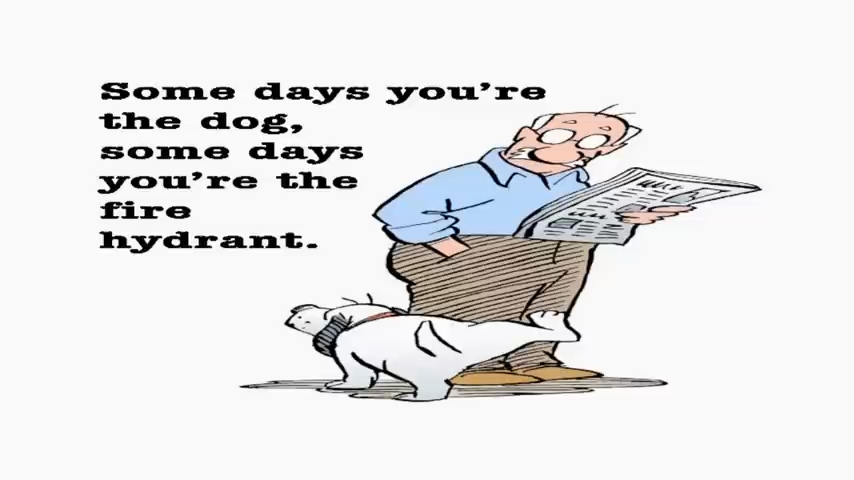 Some days you're
the dog,
some days
you're the
fire
hydrant.